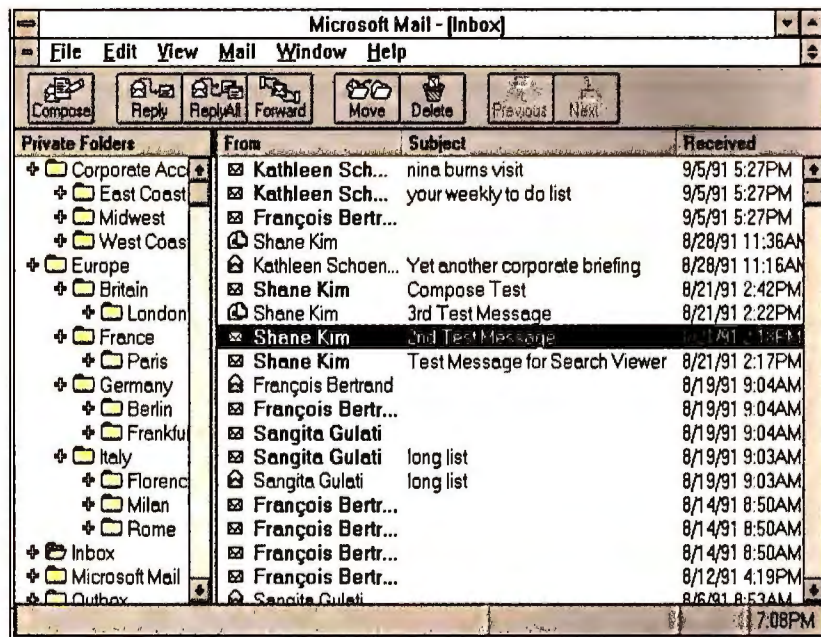 Microsoft Mail - [Inbox]
File Edit View Mail Window Help
Compose Reply ReplyAll Forward Move Delete Previous Next
Private Folders
Corporate Acc
East Coast
Midwest
West Coas
Europe
Britain
London
France
Paris
Germany
Berlin
Frankfu
Italy
Florenc
Milan
Rome
Inbox
Microsoft Mail
Outbox
From Subject Received
Kathleen Sch... nina burns visit 9/5/91 5:27PM
Kathleen Sch... your weekly to do list 9/5/91 5:27PM
François Bertr... 9/5/91 5:27PM
Shane Kim 8/28/91 11:36AM
Kathleen Schoen... Yet another corporate briefing 8/28/91 11:16AM
Shane Kim Compose Test 8/21/91 2:42PM
Shane Kim 3rd Test Message 8/21/91 2:22PM
Shane Kim 2nd Test Message 2:18PM
Shane Kim Test Message for Search Viewer 8/21/91 2:17PM
François Bertrand 8/19/91 9:04AM
François Bertr... 8/19/91 9:04AM
Sangita Gulati 8/19/91 9:04AM
Sangita Gulati long list 8/19/91 9:03AM
Sangita Gulati long list 8/19/91 9:03AM
François Bertr... 8/14/91 8:50AM
François Bertr... 8/14/91 8:50AM
François Bertr... 8/14/91 8:50AM
François Bertr... 8/12/91 4:19PM
Sangita Gulati 8/6/91 8:53AM
7:08PM